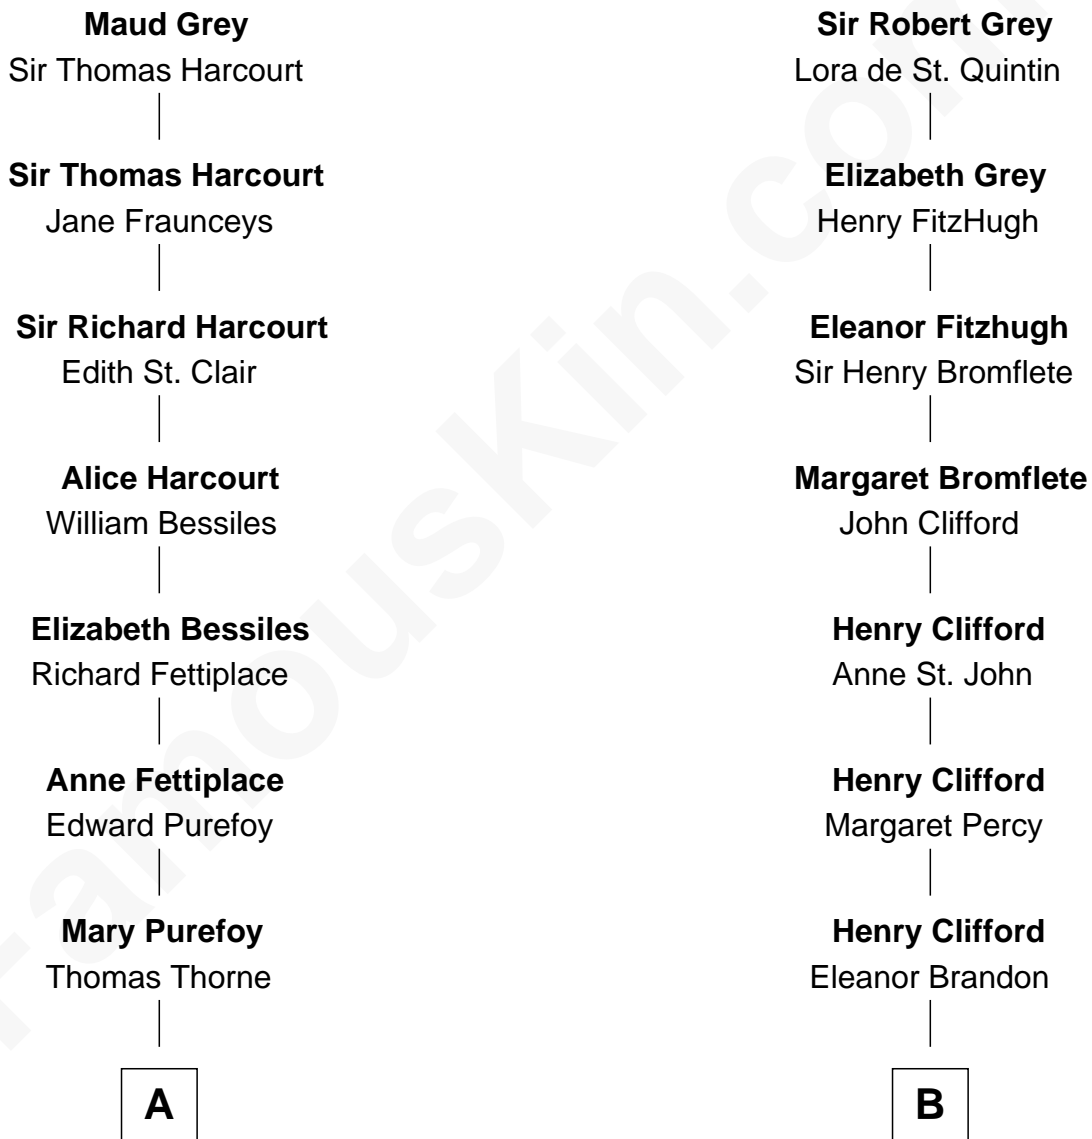 Maud Grey
Sir Thomas Harcourt
Sir Thomas Harcourt
Jane Fraunceys
Sir Richard Harcourt
Edith St. Clair
Alice Harcourt
William Bessiles
Elizabeth Bessiles
Richard Fettiplace
Anne Fettiplace
Edward Purefoy
Mary Purefoy
Thomas Thorne
A
Sir Robert Grey
Lora de St. Quintin
Elizabeth Grey
Henry FitzHugh
Eleanor Fitzhugh
Sir Henry Bromflete
Margaret Bromflete
John Clifford
Henry Clifford
Anne St. John
Henry Clifford
Margaret Percy
Henry Clifford
Eleanor Brandon
B
FamousKin.com